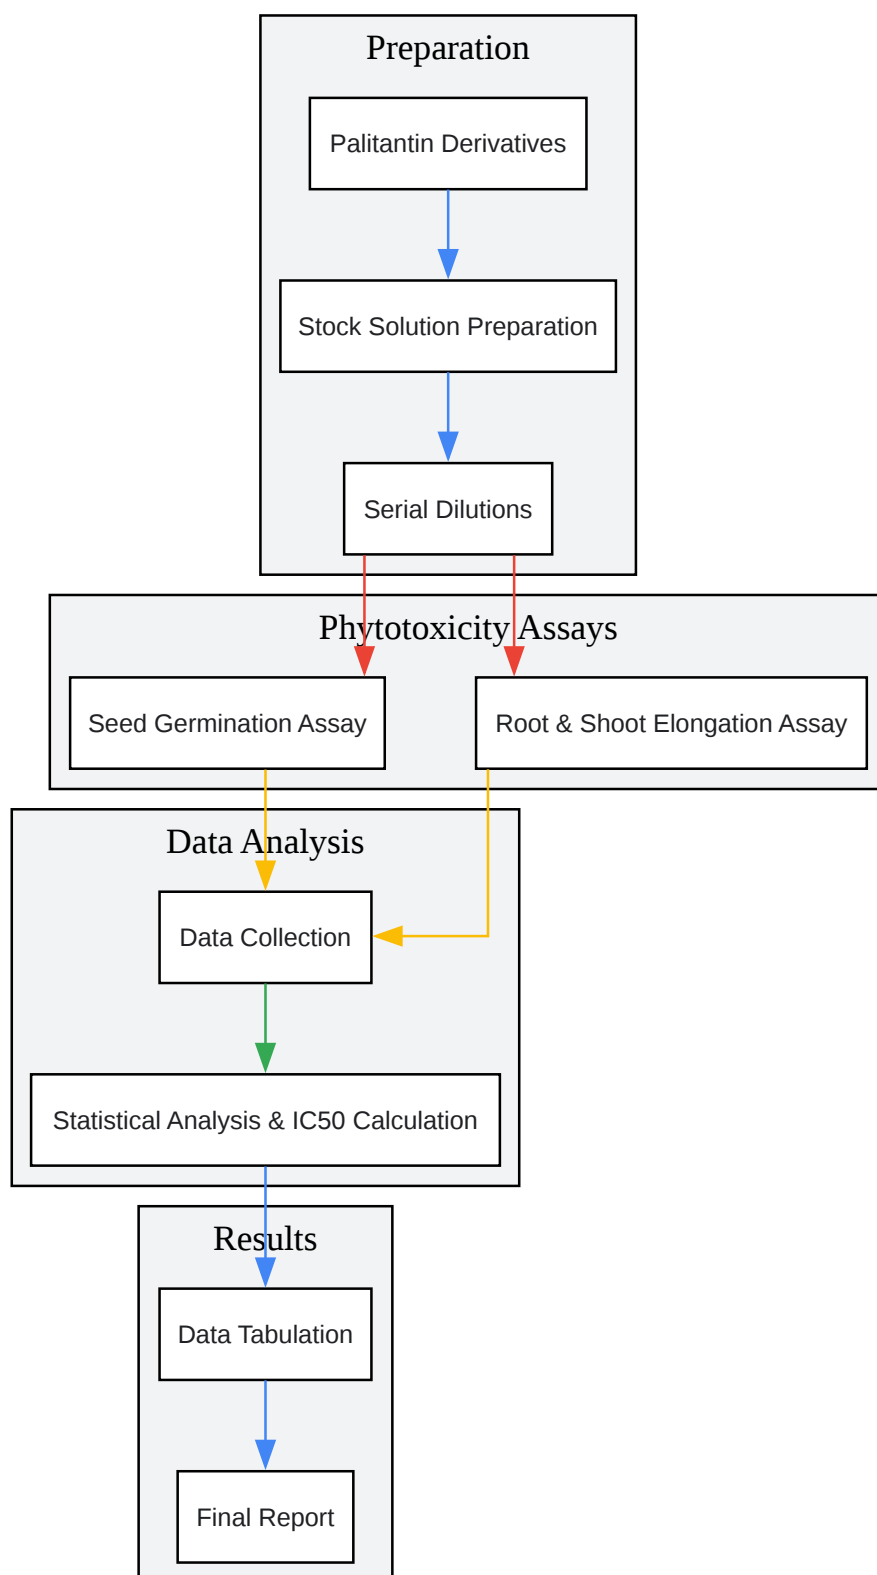 Preparation
Palitantin Derivatives
Stock Solution Preparation
Serial Dilutions
Phytotoxicity Assays
Seed Germination Assay
Root & Shoot Elongation Assay
Data Analysis
Data Collection
Statistical Analysis & IC50 Calculation
Results
Data Tabulation
Final Report